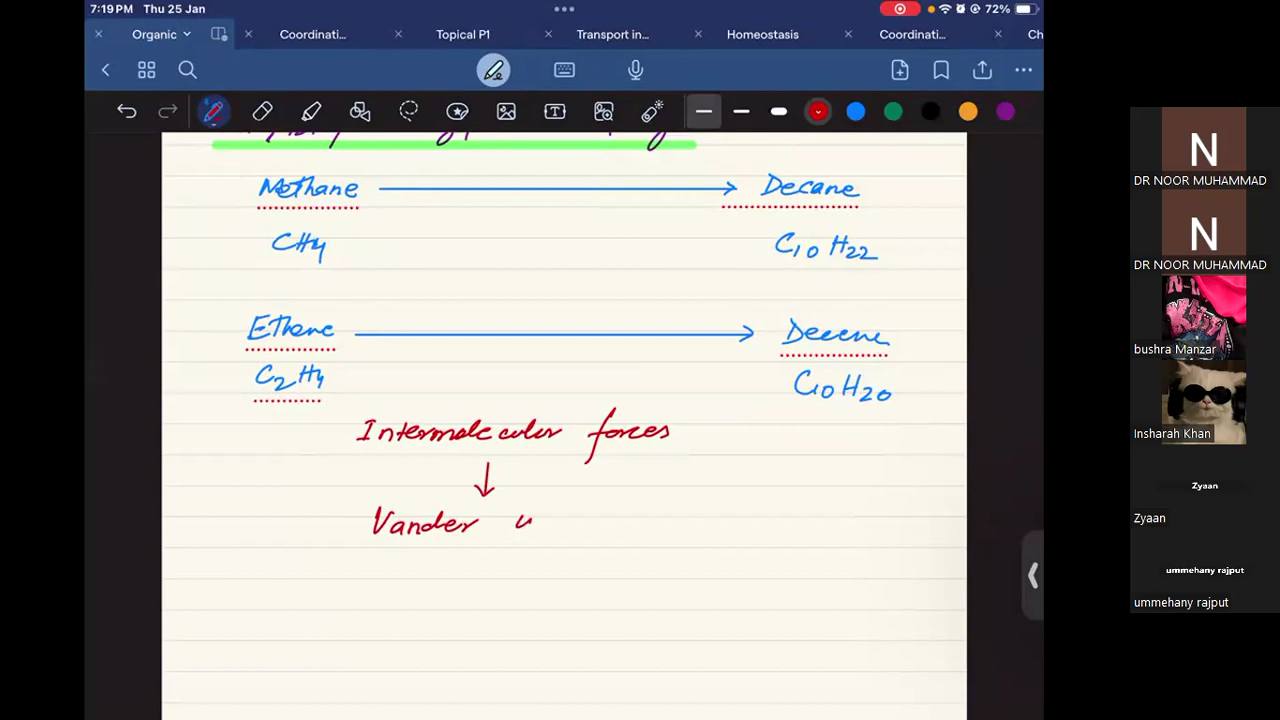 7:19 PM Thu 25 Jan
72%
Organic
Coordinati...
Topical P1
Transport in...
Homeostasis
Coordinati...
Ch
Methane Decane
CH4 C10H22
Ethene Decene
C2H4 C10H20
Intermolecular forces
Vander
N
DR NOOR MUHAMMAD
N
DR NOOR MUHAMMAD
bushra Manzar
Insharah Khan
Zyaan
Zyaan
ummehany rajput
ummehany rajput